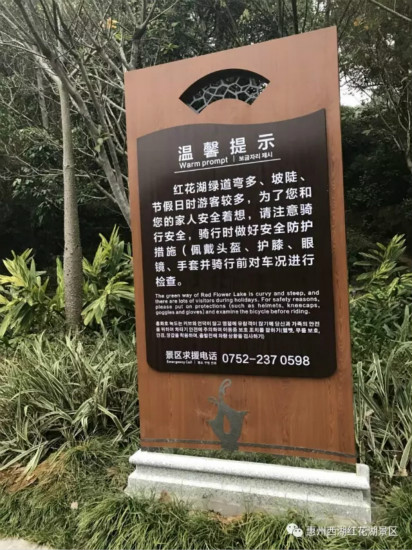 温馨提示
Warm prompt | 보금자리 제시
红花湖绿道弯多、坡陡、
节假日时游客较多，为了您和
您的家人安全着想，请注意骑
行安全，骑行时做好安全防护
措施（佩戴头盔、护膝、眼
镜、手套并骑行前对车况进行
检查。
The green way of Red Flower Lake is curvy and steep, and
there are lots of visitors during holidays. For safety reasons,
please put on protections (such as helmets, kneecaps,
goggles and gloves) and examine the bicycle before riding.
景区求援电话 0752-237 0598
Emergency Call
惠州西湖红花湖景区